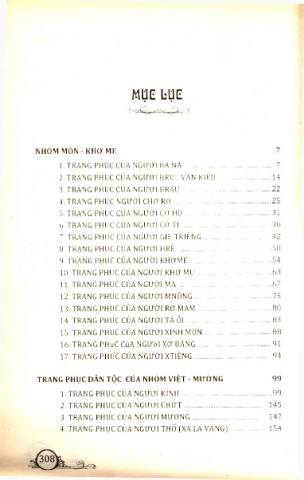 MỤC LỤC
NHÓM MÔN - KHƠ ME 7
1. TRANG PHỤC CỦA NGƯỜI BA NA 7
2. TRANG PHỤC CỦA NGƯỜI BRU - VÂN KIỀU 14
3. TRANG PHỤC CỦA NGƯỜI BRÂU 22
4. TRANG PHỤC NGƯỜI CHƠ RO 25
5. TRANG PHỤC CỦA NGƯỜI CƠ HO 31
6. TRANG PHỤC CỦA NGƯỜI CƠ TU 36
7. TRANG PHỤC CỦA NGƯỜI GIÉ TRIÊNG 42
8. TRANG PHỤC CỦA NGƯỜI HRÊ 50
9. TRANG PHỤC CỦA NGƯỜI KHƠME 54
10. TRANG PHỤC CỦA NGƯỜI KHƠ MÚ 63
11. TRANG PHỤC CỦA NGƯỜI MẠ 67
12. TRANG PHỤC CỦA NGƯỜI MNÔNG 75
13. TRANG PHỤC CỦA NGƯỜI RƠ MĂM 80
14. TRANG PHỤC CỦA NGƯỜI TÀ ÔI 83
15. TRANG PHỤC CỦA NGƯỜI XINH MUN 88
16. TRANG PHỤC CỦA NGƯỜI XƠ ĐĂNG 91
17. TRANG PHỤC CỦA NGƯỜI XTIÊNG 94
TRANG PHỤC DÂN TỘC CỦA NHÓM VIỆT - MƯỜNG 99
1. TRANG PHỤC CỦA NGƯỜI KINH 99
2. TRANG PHỤC CỦA NGƯỜI CHỨT 145
3. TRANG PHỤC CỦA NGƯỜI MƯỜNG 147
4. TRANG PHỤC CỦA NGƯỜI THỔ (XÁ LÁ VÀNG) 154
308